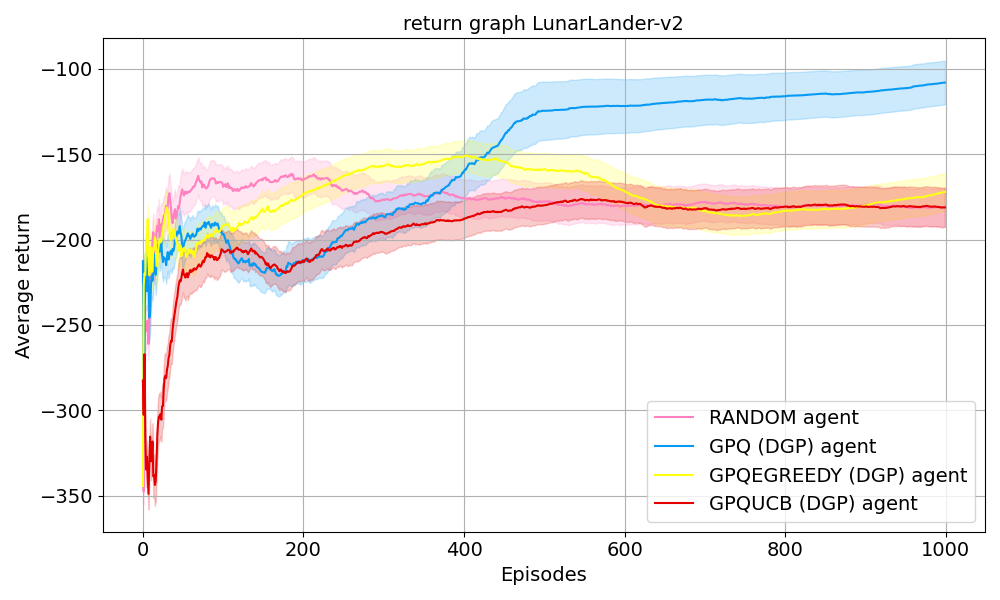 return graph LunarLander-v2
−100
−150
−200
−250
−300
−350
Average return
0
200
400
600
800
1000
Episodes
RANDOM agent
GPQ (DGP) agent
GPQEGREEDY (DGP) agent
GPQUCB (DGP) agent